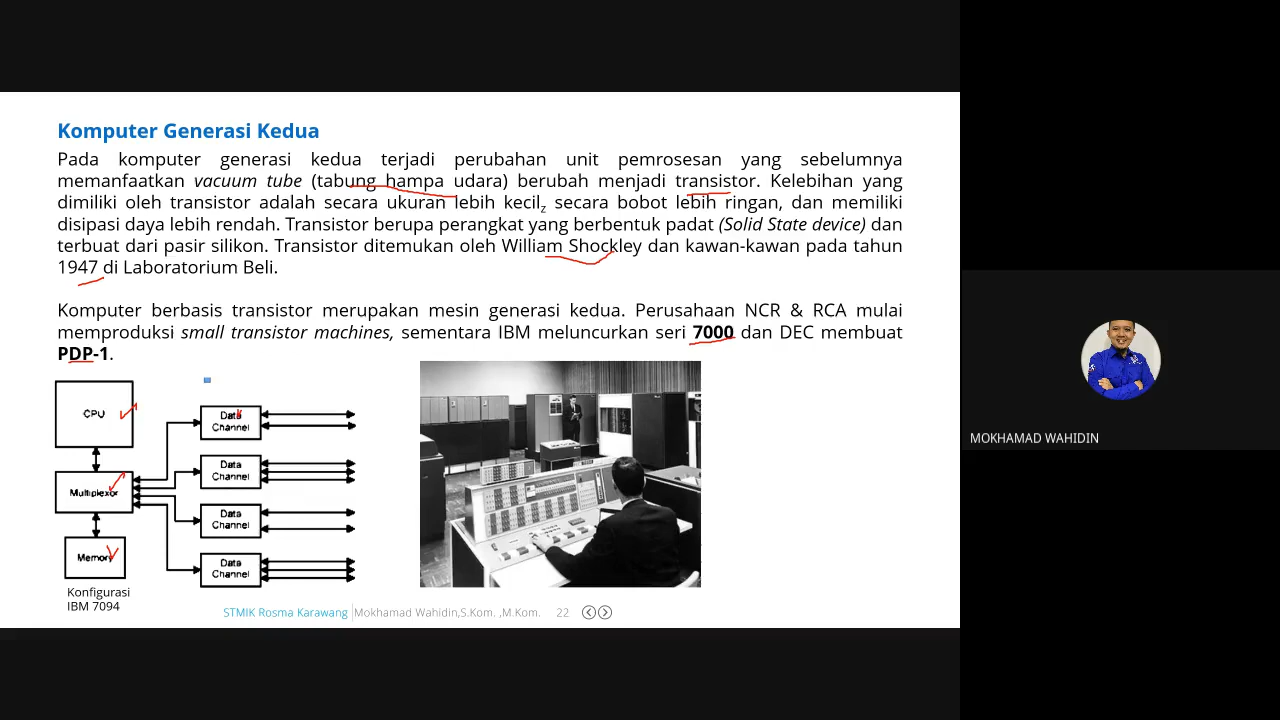 Komputer Generasi Kedua
Pada komputer generasi kedua terjadi perubahan unit pemrosesan yang sebelumnya
memanfaatkan vacuum tube (tabung hampa udara) berubah menjadi transistor. Kelebihan yang
dimiliki oleh transistor adalah secara ukuran lebih kecil, secara bobot lebih ringan, dan memiliki
disipasi daya lebih rendah. Transistor berupa perangkat yang berbentuk padat (Solid State device) dan
terbuat dari pasir silikon. Transistor ditemukan oleh William Shockley dan kawan-kawan pada tahun
1947 di Laboratorium Beli.
Komputer berbasis transistor merupakan mesin generasi kedua. Perusahaan NCR & RCA mulai
memproduksi small transistor machines, sementara IBM meluncurkan seri 7000 dan DEC membuat
PDP-1.
CPU
Multiplexor
Memory
Data
Channel
Data
Channel
Data
Channel
Data
Channel
Konfigurasi
IBM 7094
STMIK Rosma Karawang Mokhamad Wahidin,S.Kom. ,M.Kom. 22
MOKHAMAD WAHIDIN